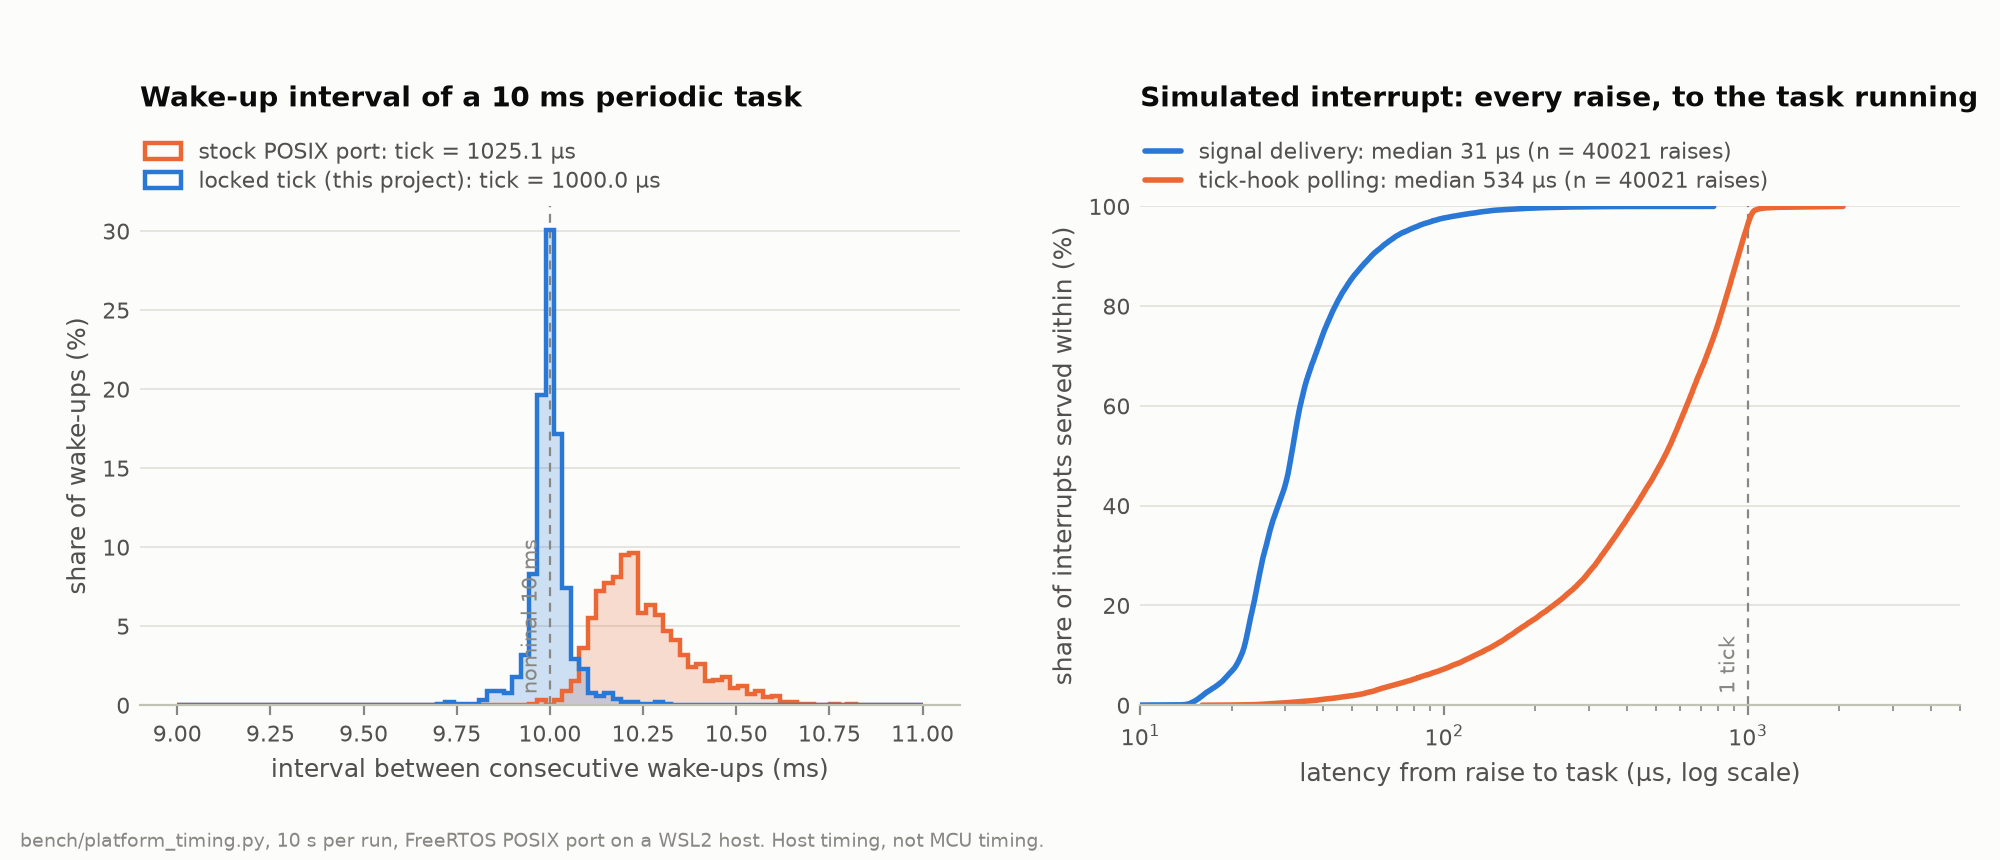 Wake-up interval of a 10 ms periodic task
stock POSIX port: tick = 1025.1 µs
locked tick (this project): tick = 1000.0 µs
share of wake-ups (%)
30
25
20
15
10
5
0
nominal 10 ms
9.00 9.25 9.50 9.75 10.00 10.25 10.50 10.75 11.00
interval between consecutive wake-ups (ms)
Simulated interrupt: every raise, to the task running
signal delivery: median 31 µs (n = 40021 raises)
tick-hook polling: median 534 µs (n = 40021 raises)
share of interrupts served within (%)
100
80
60
40
20
0
1 tick
10¹ 10² 10³
latency from raise to task (µs, log scale)
bench/platform_timing.py, 10 s per run, FreeRTOS POSIX port on a WSL2 host. Host timing, not MCU timing.